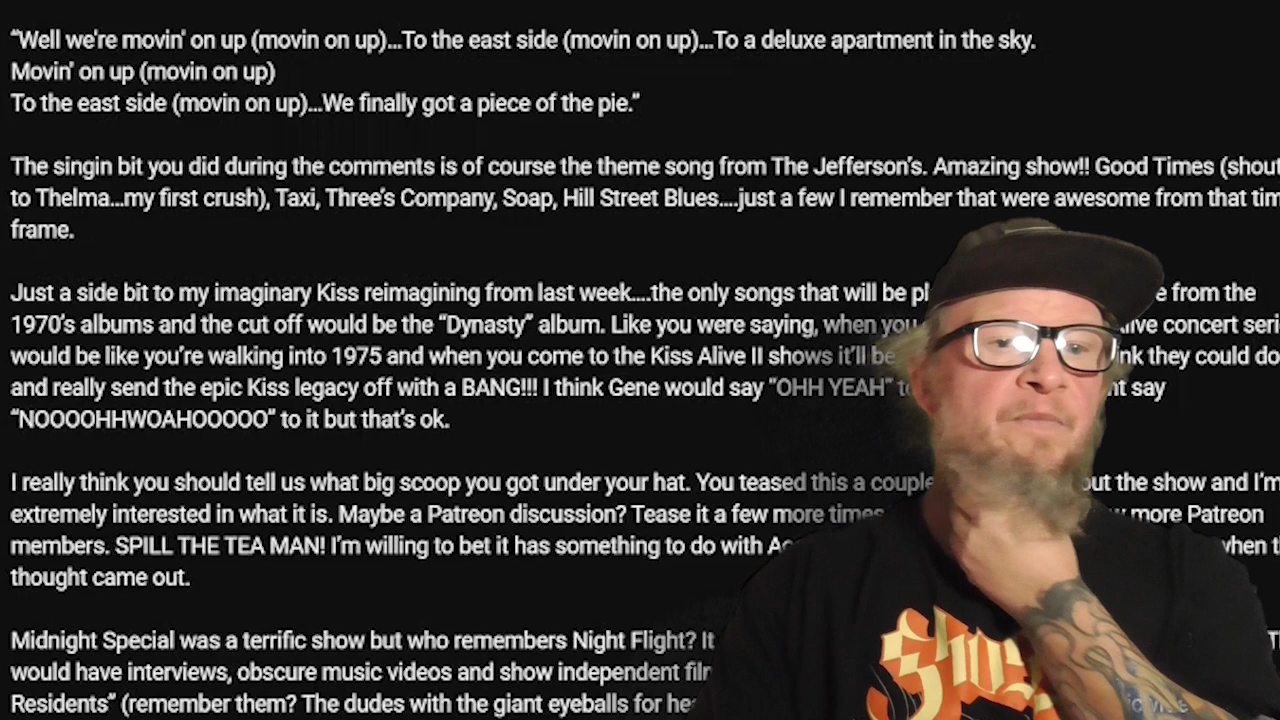 “Well we're movin' on up (movin on up)...To the east side (movin on up)...To a deluxe apartment in the sky.
Movin' on up (movin on up)
To the east side (movin on up)...We finally got a piece of the pie.”
The singin bit you did during the comments is of course the theme song from The Jefferson’s. Amazing show!! Good Times (shout
to Thelma...my first crush), Taxi, Three’s Company, Soap, Hill Street Blues....just a few I remember that were awesome from that
frame.
Just a side bit to my imaginary Kiss reimagining from last week....the only songs that will be from the
1970’s albums and the cut off would be the “Dynasty” album. Like you were saying, when you concert
would be like you’re walking into 1975 and when you come to the Kiss Alive II shows it’ll be they could do
and really send the epic Kiss legacy off with a BANG!!! I think Gene would say “OHH YEAH” say
“NOOOOHHWOAHOOOOO” to it but that’s ok.
I really think you should tell us what big scoop you got under your hat. You teased this a couple the show and I’m
extremely interested in what it is. Maybe a Patreon discussion? Tease it a few more times more Patreon
members. SPILL THE TEA MAN! I’m willing to bet it has something to do with when
thought came out.
Midnight Special was a terrific show but who remembers Night Flight? It
would have interviews, obscure music videos and show independent
Residents” (remember them? The dudes with the giant eyeballs for